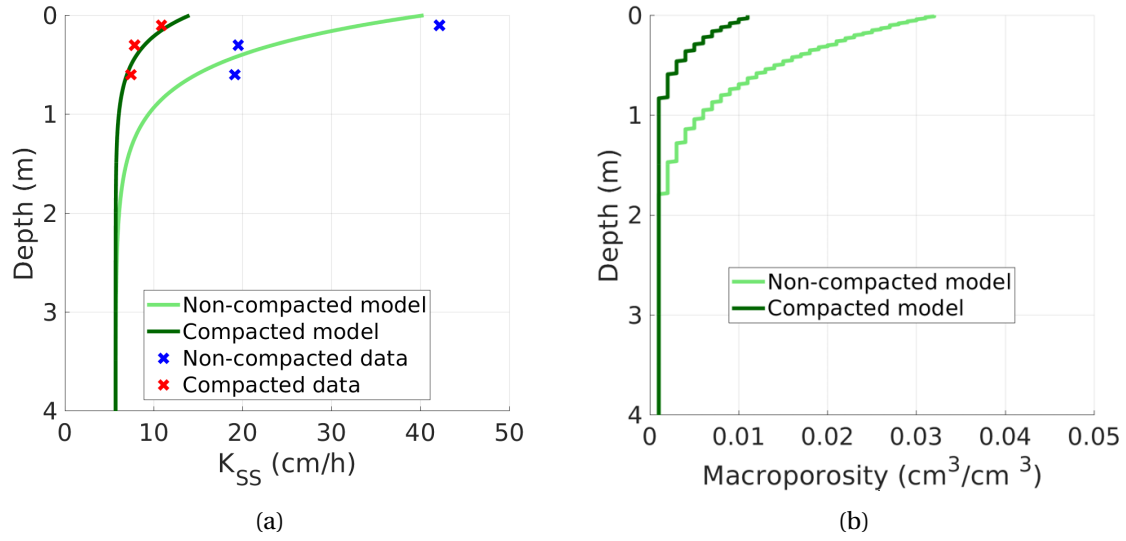 0
1
2
3
4
Depth (m)
0 10 20 30 40 50
K_SS (cm/h)
Non-compacted model
Compacted model
Non-compacted data
Compacted data
(a)
0
1
2
3
4
Depth (m)
0 0.01 0.02 0.03 0.04 0.05
Macroporosity (cm³/cm ³)
Non-compacted model
Compacted model
(b)